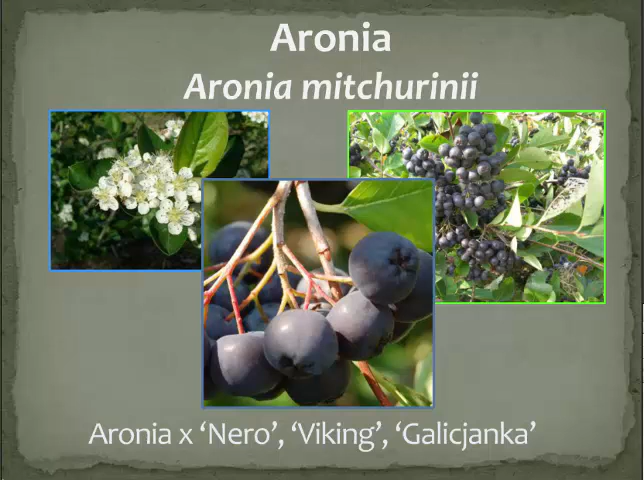 Aronia
Aronia mitchurinii
Aronia x ‘Nero’, ‘Viking’, ‘Galicjanka’